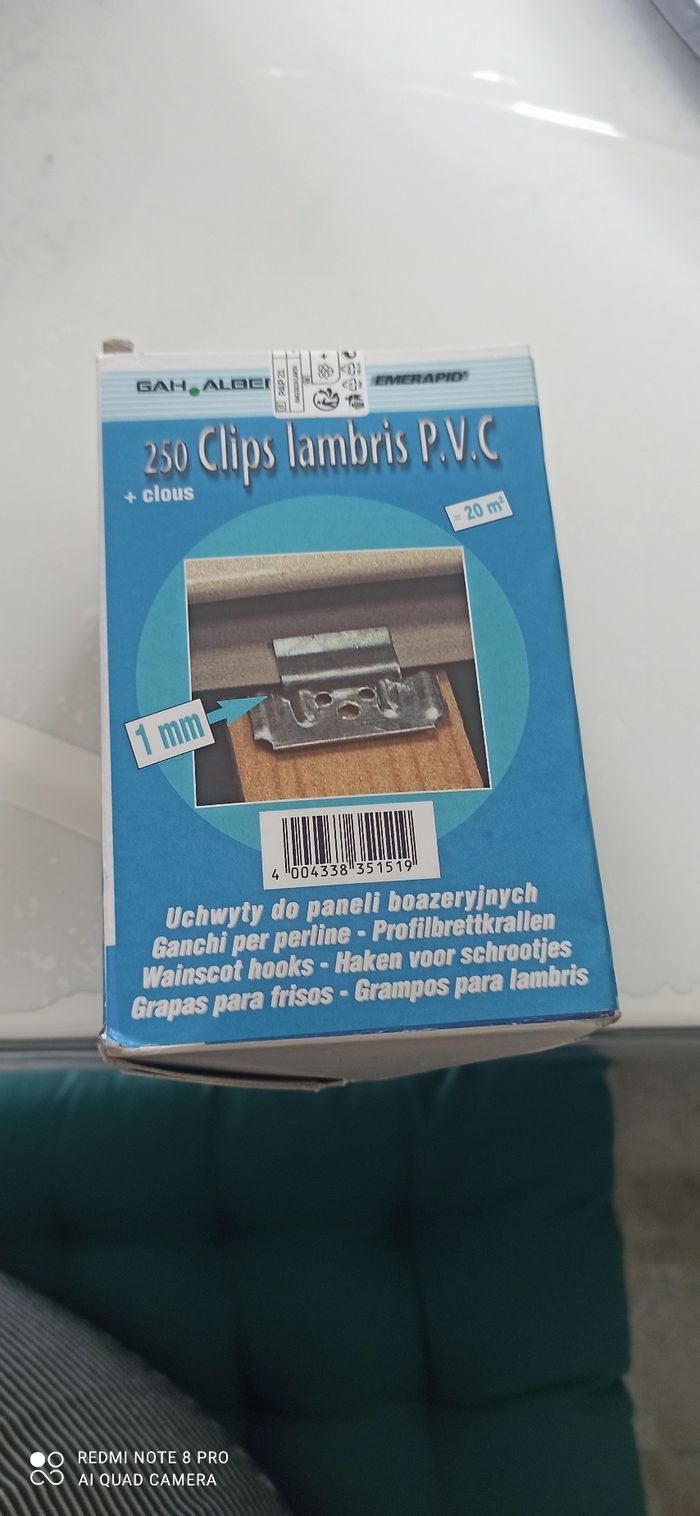 GAH.ALBE
EMERAPID
PAP 21
250 Clips lambris P.V.C
+ clous
= 20 m²
1 mm
4 004338 351519
Uchwyty do paneli boazeryjnych
Ganchi per perline - Profilbrettkrallen
Wainscot hooks - Haken voor schrootjes
Grapas para frisos - Grampos para lambris
REDMI NOTE 8 PRO
AI QUAD CAMERA